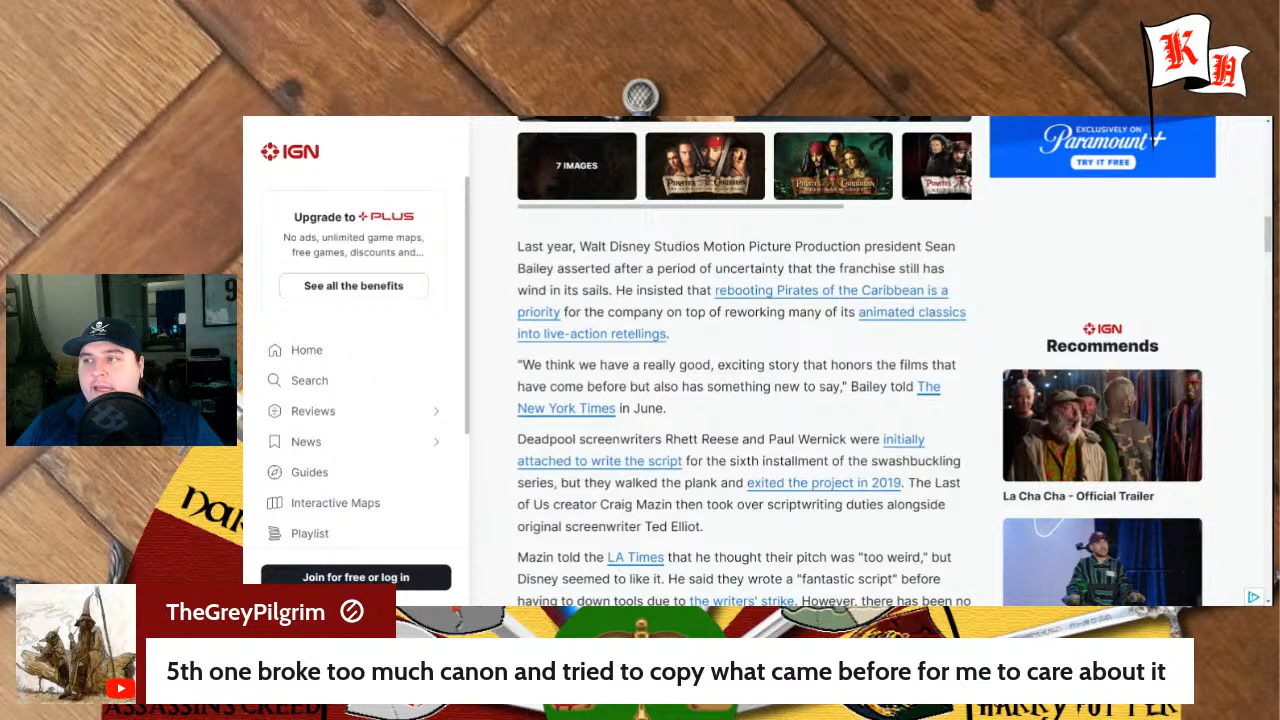 K H
EXCLUSIVELY ON
Paramount+
TRY IT FREE
IGN
7 IMAGES
Upgrade to PLUS
No ads, unlimited game maps,
free games, discounts and...
See all the benefits
Home
Search
Reviews
News
Guides
Interactive Maps
Playlist
Join for free or log in
Last year, Walt Disney Studios Motion Picture Production president Sean
Bailey asserted after a period of uncertainty that the franchise still has
wind in its sails. He insisted that rebooting Pirates of the Caribbean is a
priority for the company on top of reworking many of its animated classics
into live-action retellings.
"We think we have a really good, exciting story that honors the films that
have come before but also has something new to say," Bailey told The
New York Times in June.
Deadpool screenwriters Rhett Reese and Paul Wernick were initially
attached to write the script for the sixth installment of the swashbuckling
series, but they walked the plank and exited the project in 2019. The Last
of Us creator Craig Mazin then took over scriptwriting duties alongside
original screenwriter Ted Elliot.
Mazin told the LA Times that he thought their pitch was "too weird," but
Disney seemed to like it. He said they wrote a "fantastic script" before
having to down tools due to the writers' strike. However, there has been no
IGN
Recommends
La Cha Cha - Official Trailer
TheGreyPilgrim
5th one broke too much canon and tried to copy what came before for me to care about it
ASSASSIN'S CREED
HARRY POTTER